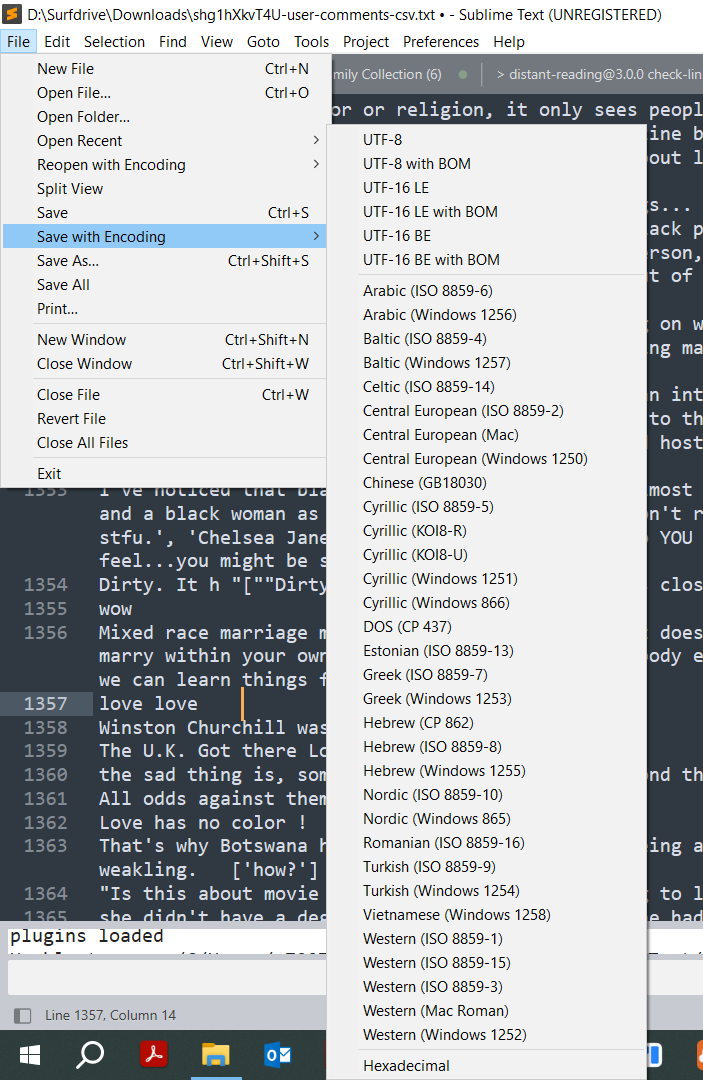 D:\Surfdrive\Downloads\shg1hXkvT4U-user-comments-csv.txt • - Sublime Text (UNREGISTERED)
File Edit Selection Find View Goto Tools Project Preferences Help
New File Ctrl+N
Open File... Ctrl+O
Open Folder...
Open Recent
Reopen with Encoding
Split View
Save Ctrl+S
Save with Encoding
Save As... Ctrl+Shift+S
Save All
Print...
New Window Ctrl+Shift+N
Close Window Ctrl+Shift+W
Close File Ctrl+W
Revert File
Close All Files
Exit
mily Collection (6) > distant-reading@3.0.0 check-lin
or or religion, it only sees peopl
UTF-8
UTF-8 with BOM
UTF-16 LE
UTF-16 LE with BOM
UTF-16 BE
UTF-16 BE with BOM
Arabic (ISO 8859-6)
Arabic (Windows 1256)
Baltic (ISO 8859-4)
Baltic (Windows 1257)
Celtic (ISO 8859-14)
Central European (ISO 8859-2)
Central European (Mac)
Central European (Windows 1250)
Chinese (GB18030)
Cyrillic (ISO 8859-5)
Cyrillic (KOI8-R)
Cyrillic (KOI8-U)
Cyrillic (Windows 1251)
Cyrillic (Windows 866)
DOS (CP 437)
Estonian (ISO 8859-13)
Greek (ISO 8859-7)
Greek (Windows 1253)
Hebrew (CP 862)
Hebrew (ISO 8859-8)
Hebrew (Windows 1255)
Nordic (ISO 8859-10)
Nordic (Windows 865)
Romanian (ISO 8859-16)
Turkish (ISO 8859-9)
Turkish (Windows 1254)
Vietnamese (Windows 1258)
Western (ISO 8859-1)
Western (ISO 8859-15)
Western (ISO 8859-3)
Western (Mac Roman)
Western (Windows 1252)
Hexadecimal
ine b
out l
gs...
ack p
erson,
t of
g on w
ng ma
n int
to th
host
1353 I've noticed that bla most
and a black woman as n't r
stfu.', 'Chelsea Jane YOU
feel...you might be s
1354 Dirty. It h "[""Dirty clos
1355 wow
1356 Mixed race marriage m does
marry within your own body e
we can learn things f
1357 love love
1358 Winston Churchill was
1359 The U.K. Got there Lo
1360 the sad thing is, som nd th
1361 All odds against them
1362 Love has no color !
1363 That's why Botswana h ing a
weakling. ['how?']
1364 "Is this about movie g to l
1365 she didn't have a deg e had
plugins loaded
Line 1357, Column 14